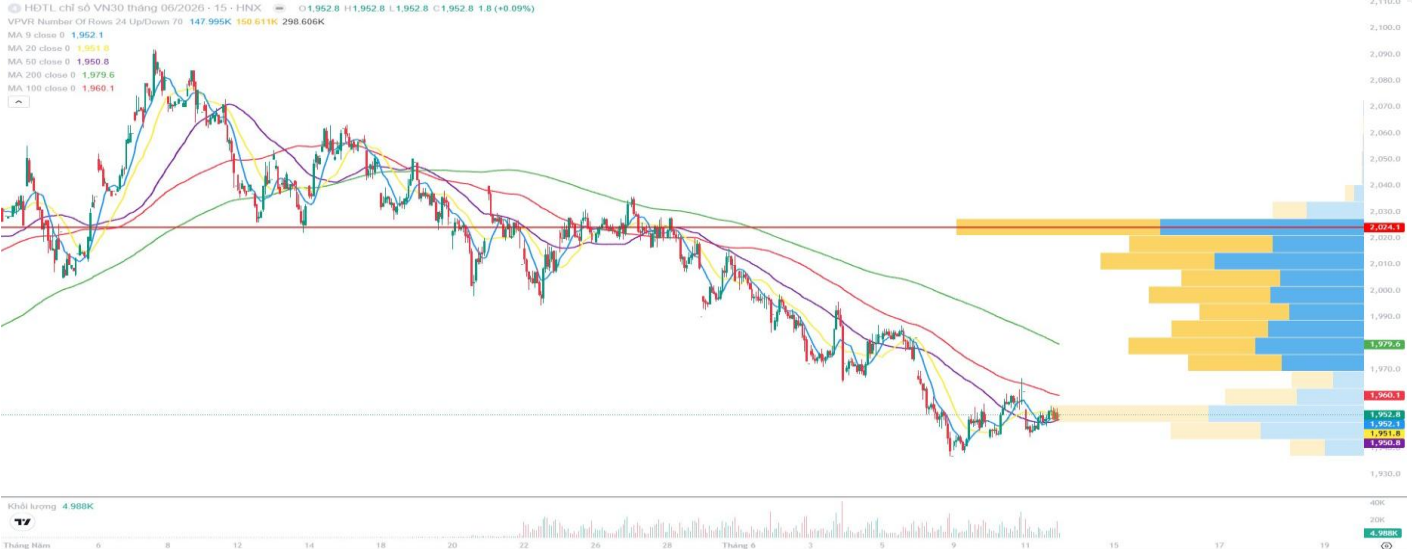 HĐTL chỉ số VN30 tháng 06/2026 · 15 · HNX O1,952.8 H1,952.8 L1,952.8 C1,952.8 1.8 (+0.09%)
VPVR Number Of Rows 24 Up/Down 70 147.995K 150.611K 298.606K
MA 9 close 0 1,952.1
MA 20 close 0 1,951.8
MA 50 close 0 1,950.8
MA 200 close 0 1,979.6
MA 100 close 0 1,960.1
2,110.0
2,100.0
2,090.0
2,080.0
2,070.0
2,060.0
2,050.0
2,040.0
2,030.0
2,024.1
2,020.0
2,010.0
2,000.0
1,990.0
1,979.6
1,970.0
1,960.1
1,952.8
1,952.1
1,951.8
1,950.8
1,930.0
Khối lượng 4.988K
40K
20K
4.988K
Tháng Năm 6 8 12 14 18 20 22 26 28 Tháng 6 3 5 9 11 15 17 19